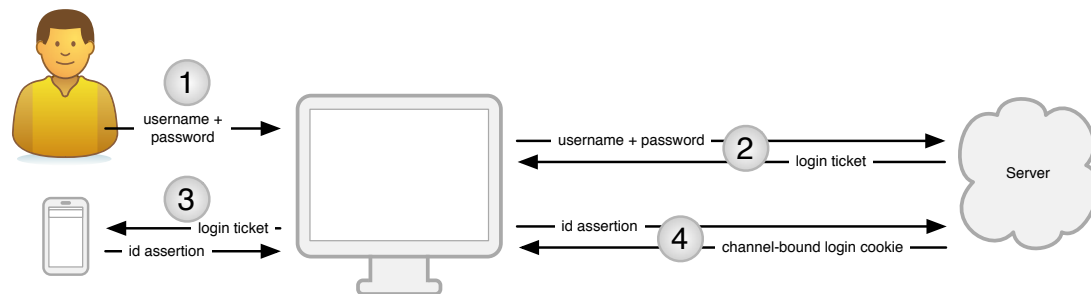 1
username +
password
username + password
2
login ticket
Server
3
login ticket
id assertion
id assertion
4
channel-bound login cookie